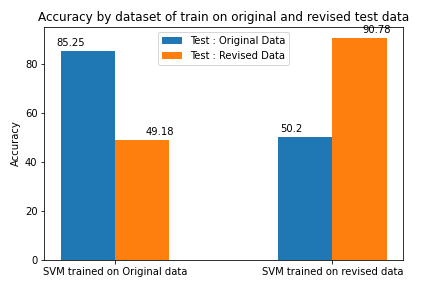 Accuracy by dataset of train on original and revised test data
Test : Original Data
Test : Revised Data
85.25
49.18
50.2
90.78
Accuracy
80
60
40
20
0
SVM trained on Original data
SVM trained on revised data